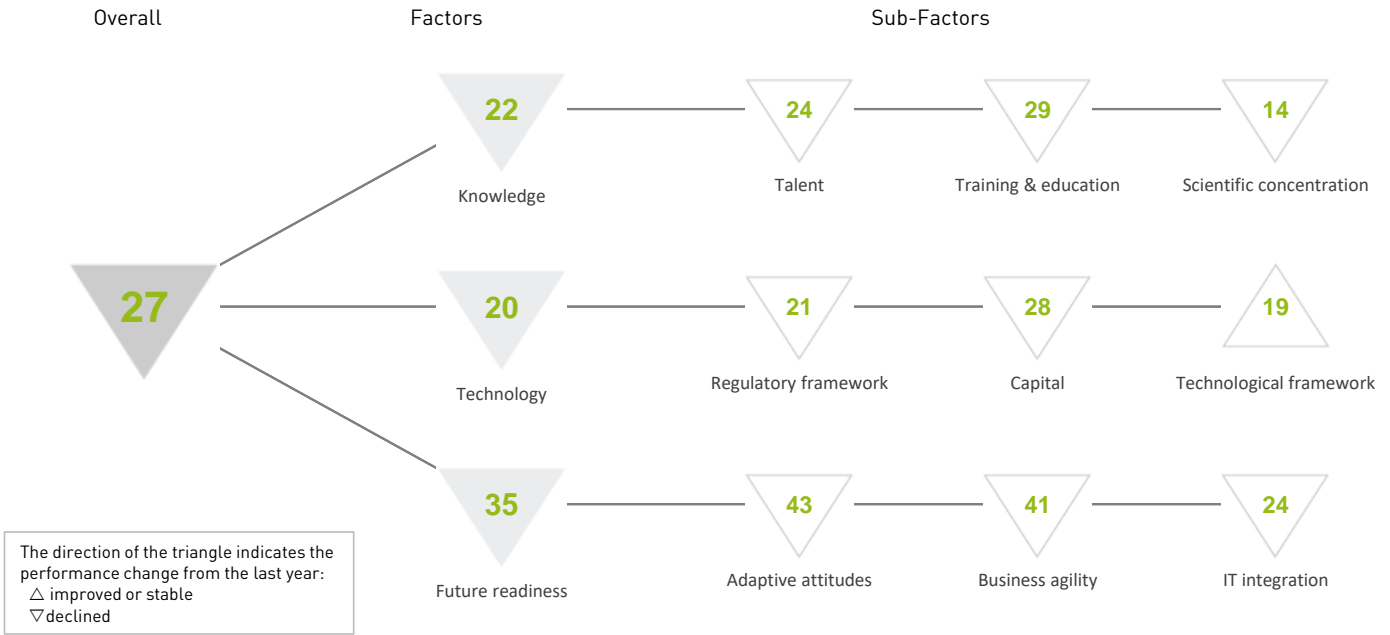 Overall
Factors
Sub-Factors
22
24
29
14
Knowledge
Talent
Training & education
Scientific concentration
27
20
21
28
19
Technology
Regulatory framework
Capital
Technological framework
35
43
41
24
Future readiness
Adaptive attitudes
Business agility
IT integration
The direction of the triangle indicates the
performance change from the last year:
△ improved or stable
▽ declined